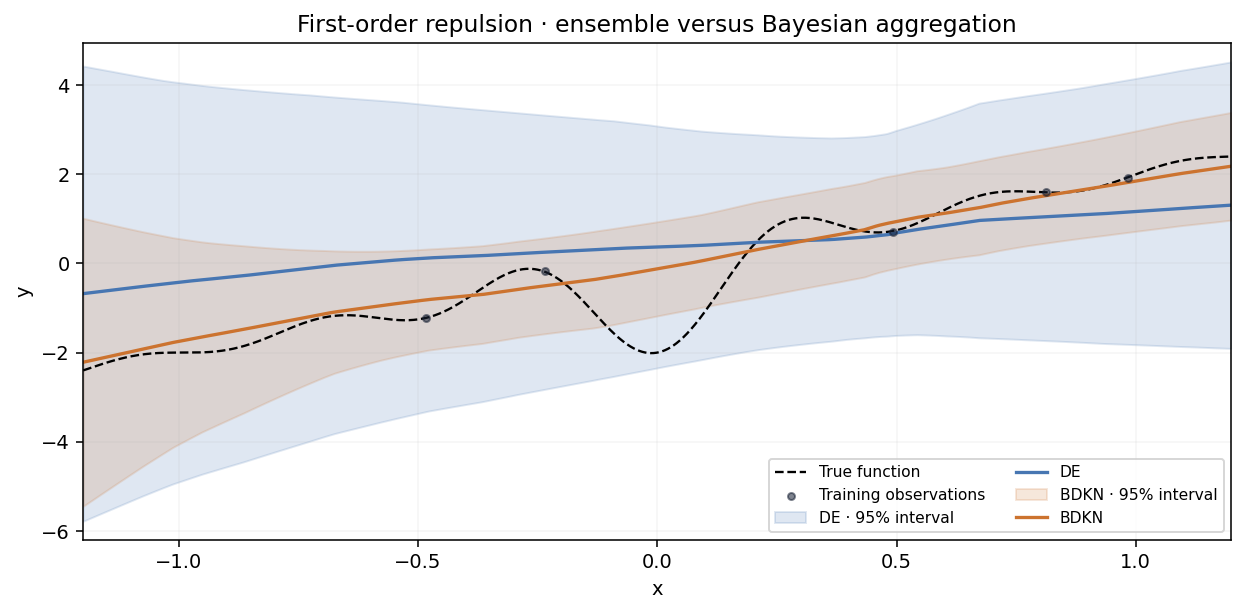 First-order repulsion · ensemble versus Bayesian aggregation
y
4
2
0
−2
−4
−6
−1.0
−0.5
0.0
0.5
1.0
x
True function
Training observations
DE · 95% interval
DE
BDKN · 95% interval
BDKN